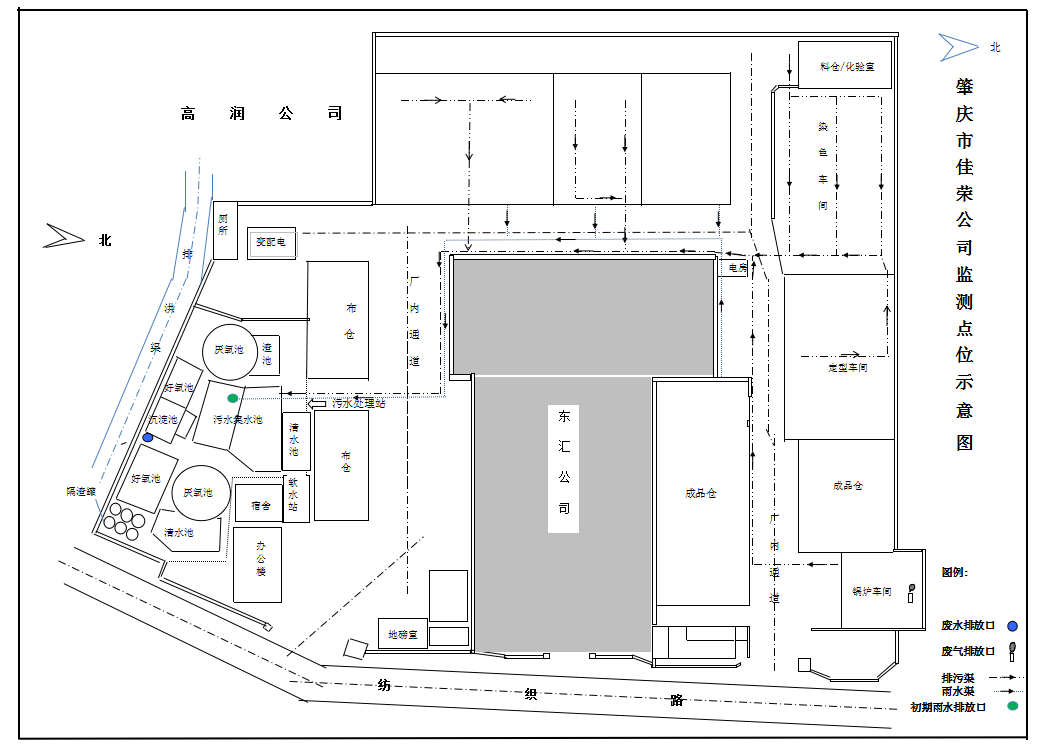 北
料仓/化验室
肇庆市佳荣公司监测点位示意图
高润公司
染色车间
厕所
变配电
北
排洪渠
电房
布仓
厂内通道
厌氧池
渣池
定型车间
好氧池
污水处理站
沉淀池
污水集水池
清水池
东汇公司
布仓
好氧池
厌氧池
软水站
隔渣罐
宿舍
成品仓
成品仓
清水池
厂内通道
办公楼
图例：
锅炉车间
废水排放口
地磅室
废气排放口
排污渠
雨水渠
初期雨水排放口
纺织路